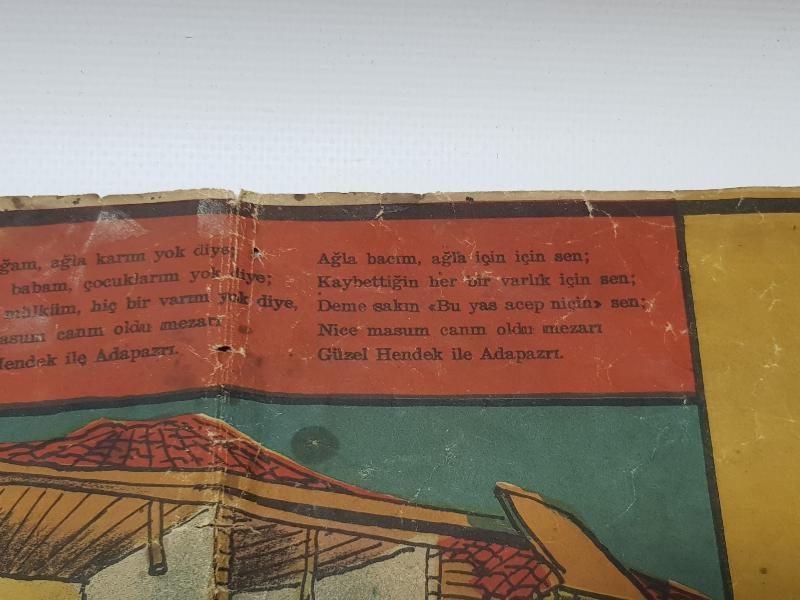 ğam, ağla karım yok diye
babam, çocuklarım yok diye;
mülküm, hiç bir varım yok diye,
masum canın oldu mezarı
Hendek ile Adapazrı.
Ağla bacım, ağla için için sen;
Kaybettiğin her bir varlık için sen;
Deme sakın «Bu yas acep niçin» sen;
Nice masum canın oldu mezarı
Güzel Hendek ile Adapazrı.